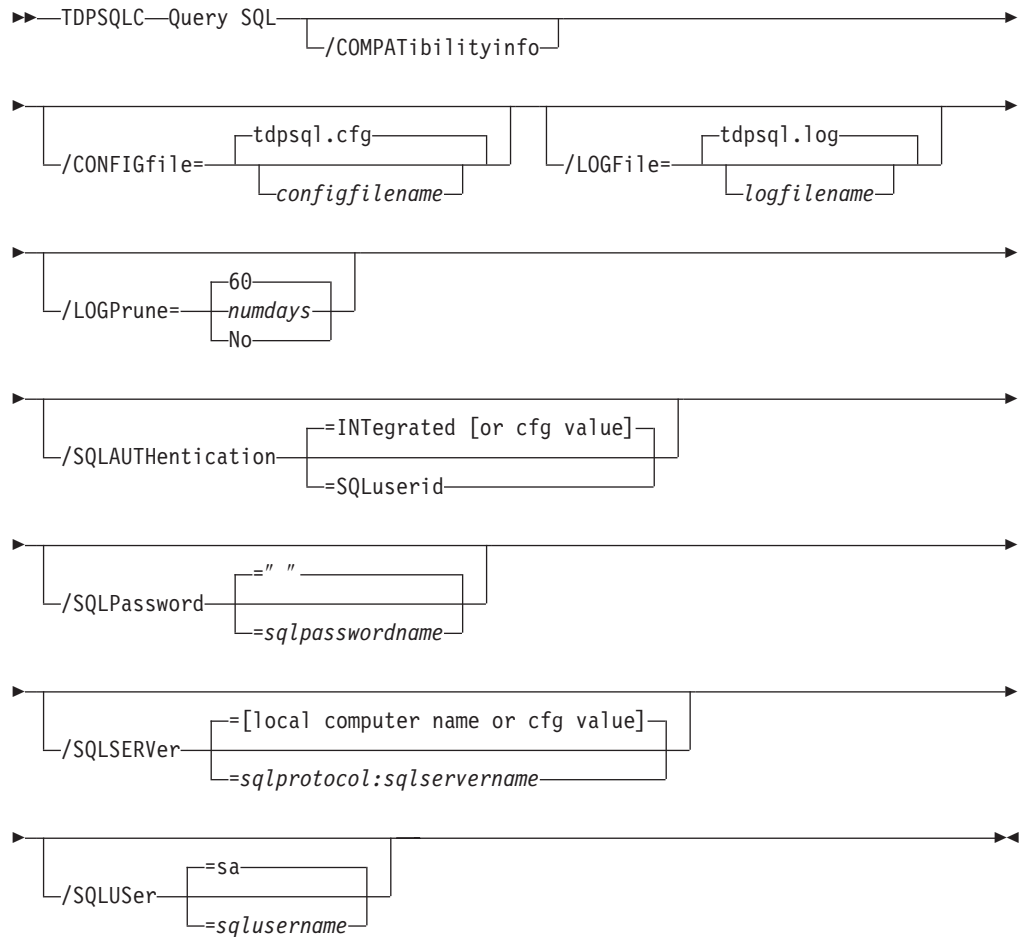 TDPSQLC Query SQL
/COMPATibilityinfo
tdpsql.cfg
/CONFIGfile=
configfilename
tdpsql.log
/LOGFile=
logfilename
60
/LOGPrune= numdays
No
=INTegrated [or cfg value]
/SQLAUTHentication
=SQLuserid
=" "
/SQLPassword
=sqlpasswordname
=[local computer name or cfg value]
/SQLSERVer
=sqlprotocol:sqlservername
=sa
/SQLUSer
=sqlusername